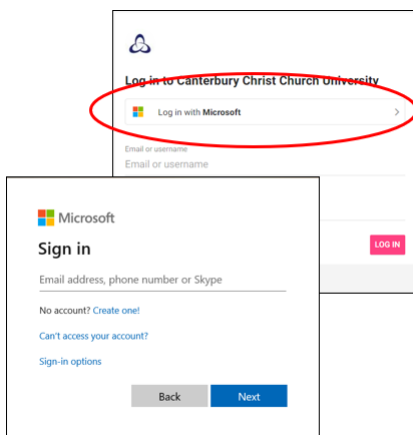 Log in to Canterbury Christ Church University
Log in with Microsoft
Email or username
Email or username
LOG IN
Microsoft
Sign in
Email address, phone number or Skype
No account? Create one!
Can't access your account?
Sign-in options
Back
Next